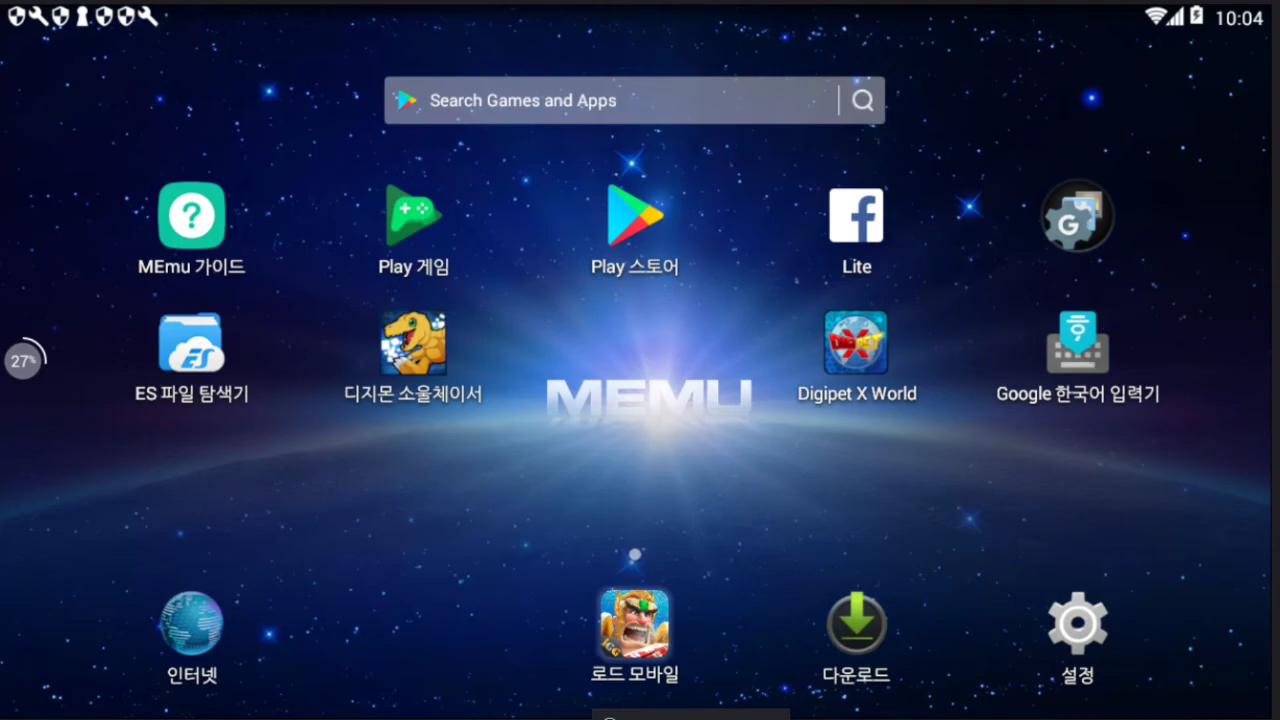 10:04
Search Games and Apps
MEmu 가이드
Play 게임
Play 스토어
Lite
G
27%
ES
ES 파일 탐색기
디지몬 소울체이서
Digipet X World
Google 한국어 입력기
MEMU
인터넷
IGG
로드 모바일
다운로드
설정